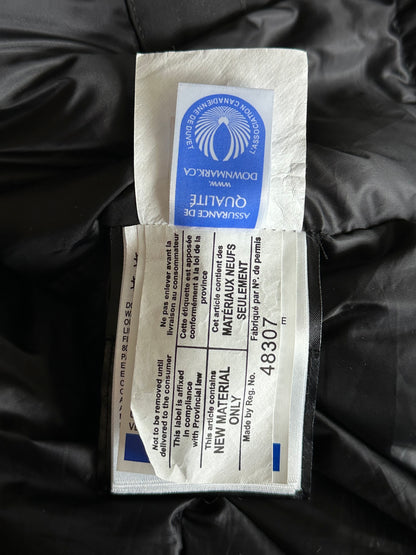 L'ASSOCIATION CANADIENNE DE DUVET
WWW.
DOWNMARK.CA
QUALITÉ
ASSURANCE DE
Not to be removed until
delivered to the consumer
Ne pas enlever avant la
livraison au consommateur
This label is affixed
In compliance
with Provincial law
Cette étiquette est apposée
conformément à la loi de la
province
This article contains
NEW MATERIAL
ONLY
Cet article contient des
MATÉRIAUX NEUFS
SEULEMENT
Made by Reg. No.
Fabriqué par N°. de permis
48307
E